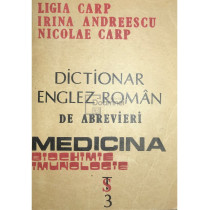 LIGIA CARP
IRINA ANDREESCU
NICOLAE CARP
DICTIONAR
ENGLEZ-ROMÂN
DE ABREVIERI
MEDICINA
BIOCHIMIE
IMUNOLOGIE
3